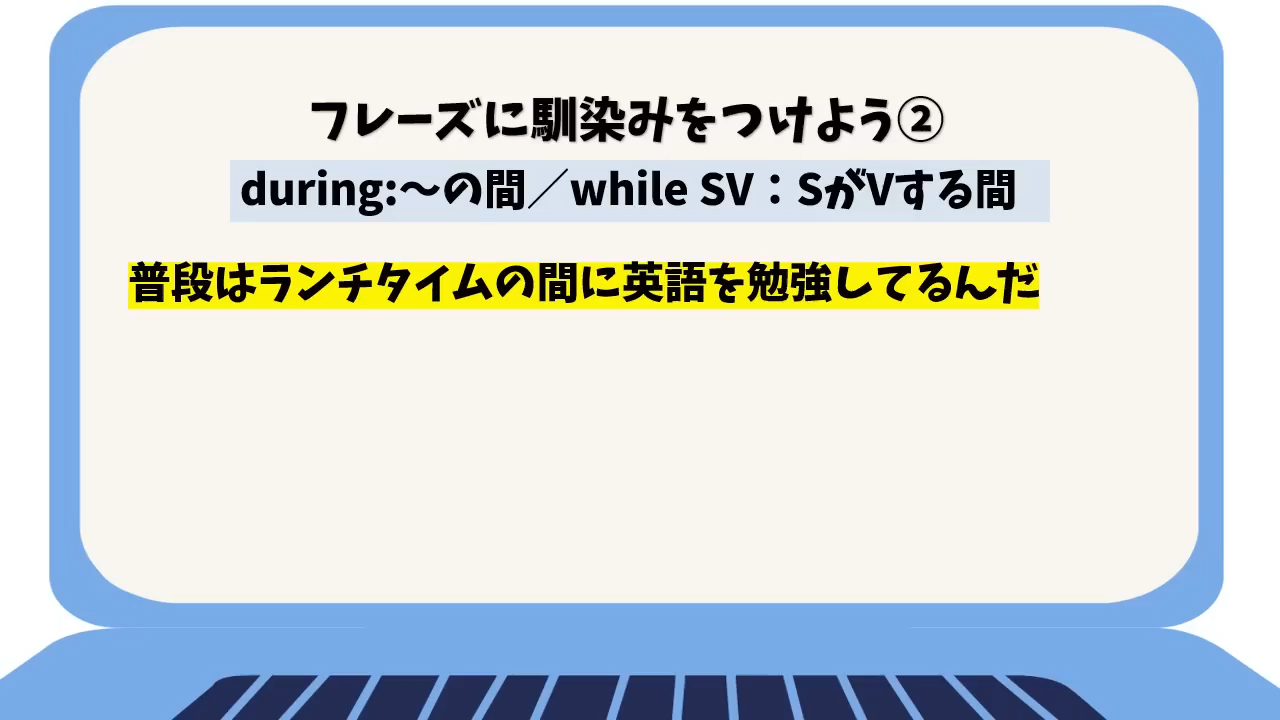 フレーズに馴染みをつけよう②
during:～の間／while SV：SがVする間
普段はランチタイムの間に英語を勉強してるんだ